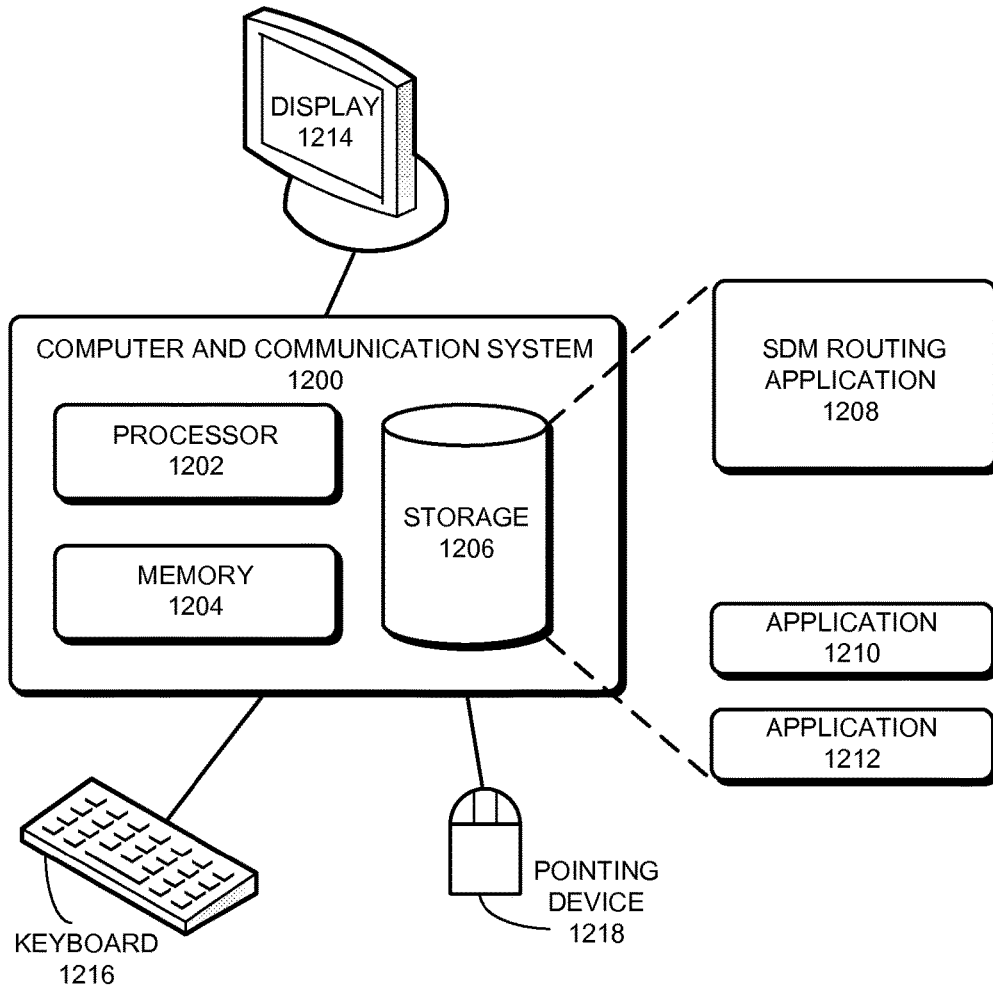 DISPLAY
1214
COMPUTER AND COMMUNICATION SYSTEM
1200
PROCESSOR
1202
MEMORY
1204
STORAGE
1206
SDM ROUTING
APPLICATION
1208
APPLICATION
1210
APPLICATION
1212
KEYBOARD
1216
POINTING
DEVICE
1218